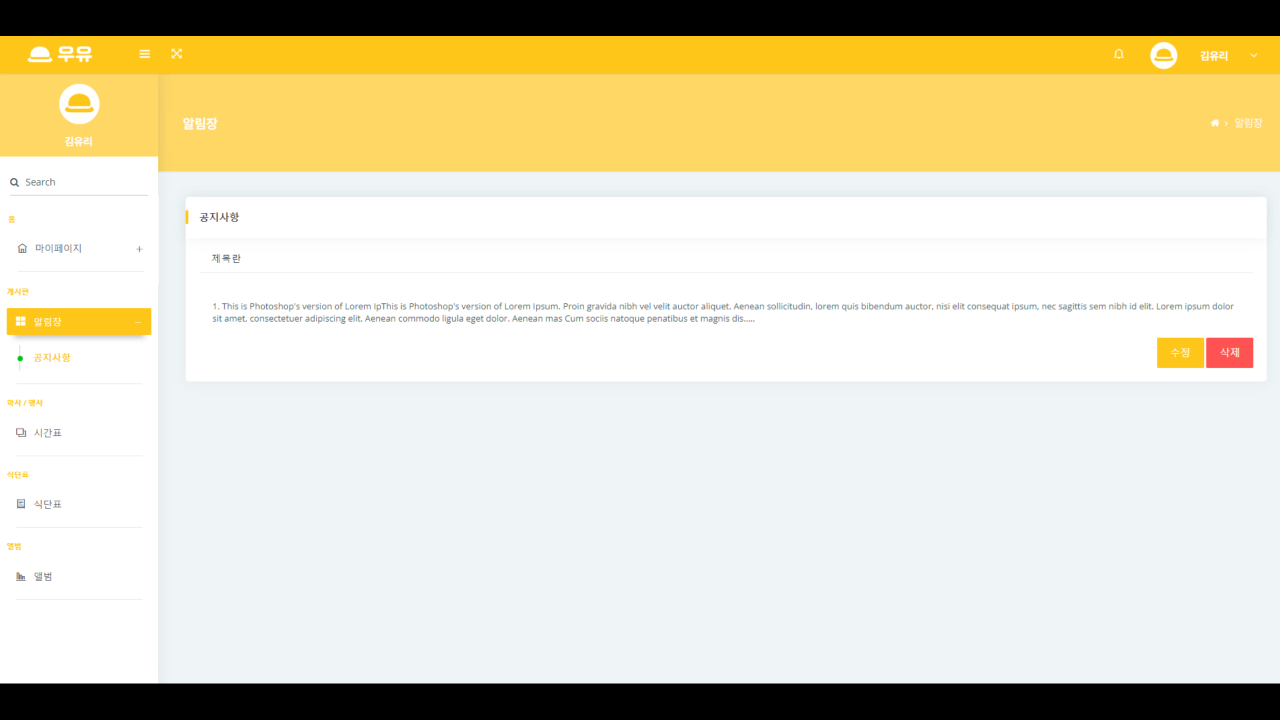 우유
김유리
김유리
알림장
알림장
Search
홈
마이페이지
게시판
알림장
공지사항
학사 / 행사
시간표
식단표
식단표
앨범
앨범
공지사항
제목란
1. This is Photoshop's version of Lorem IpThis is Photoshop's version of Lorem Ipsum. Proin gravida nibh vel velit auctor aliquet. Aenean sollicitudin, lorem quis bibendum auctor, nisi elit consequat ipsum, nec sagittis sem nibh id elit. Lorem ipsum dolor
sit amet, consectetuer adipiscing elit. Aenean commodo ligula eget dolor. Aenean mas Cum sociis natoque penatibus et magnis dis.....
수정 삭제